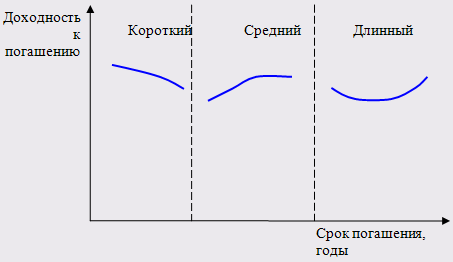 Доходность
к
погашению
Короткий
Средний
Длинный
Срок погашения,
годы